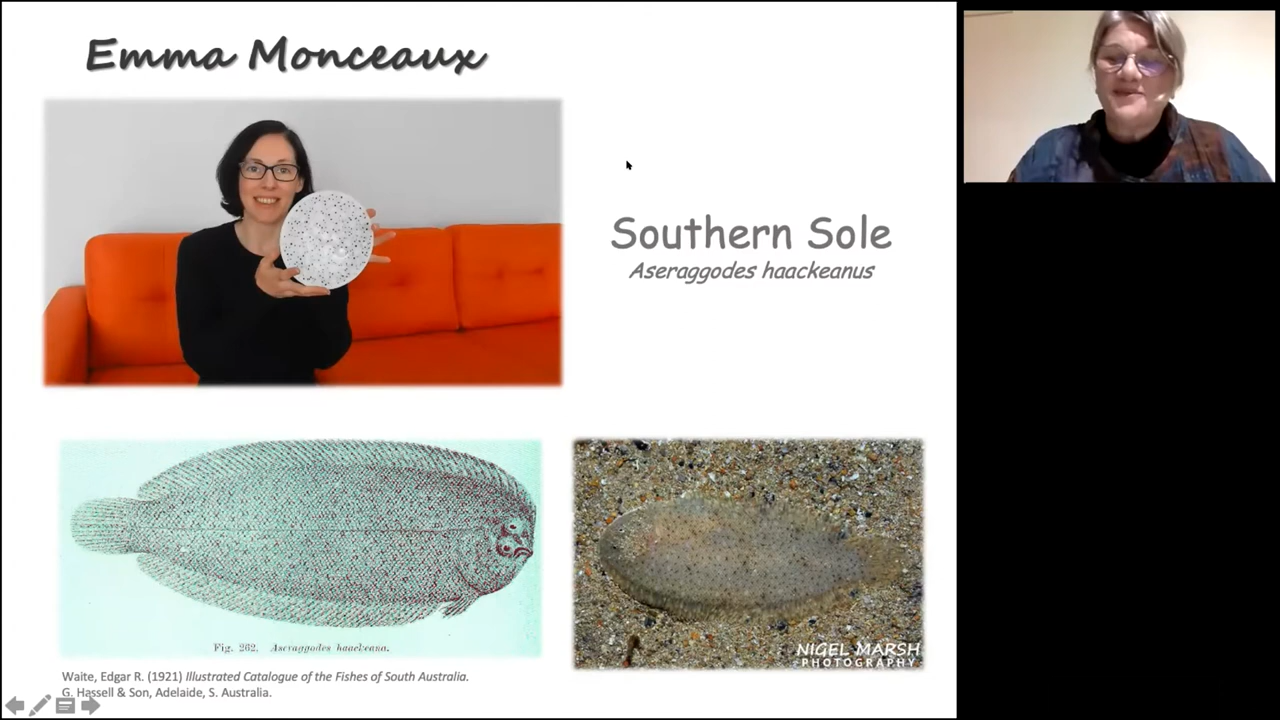 Emma Monceaux
Southern Sole
Aseraggodes haackeanus
Fig. 262. Aseraggodes haackeana.
NIGEL MARSH
PHOTOGRAPHY
Waite, Edgar R. (1921) Illustrated Catalogue of the Fishes of South Australia.
G. Hassell & Son, Adelaide, S. Australia.